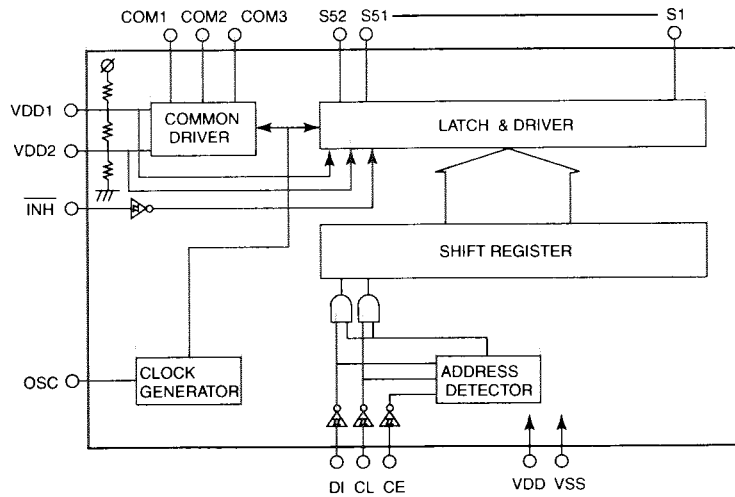 COM1 COM2 COM3 S52 S51 S1
VDD1
COMMON
DRIVER
LATCH & DRIVER
VDD2
INH
SHIFT REGISTER
OSC
CLOCK
GENERATOR
ADDRESS
DETECTOR
DI CL CE VDD VSS